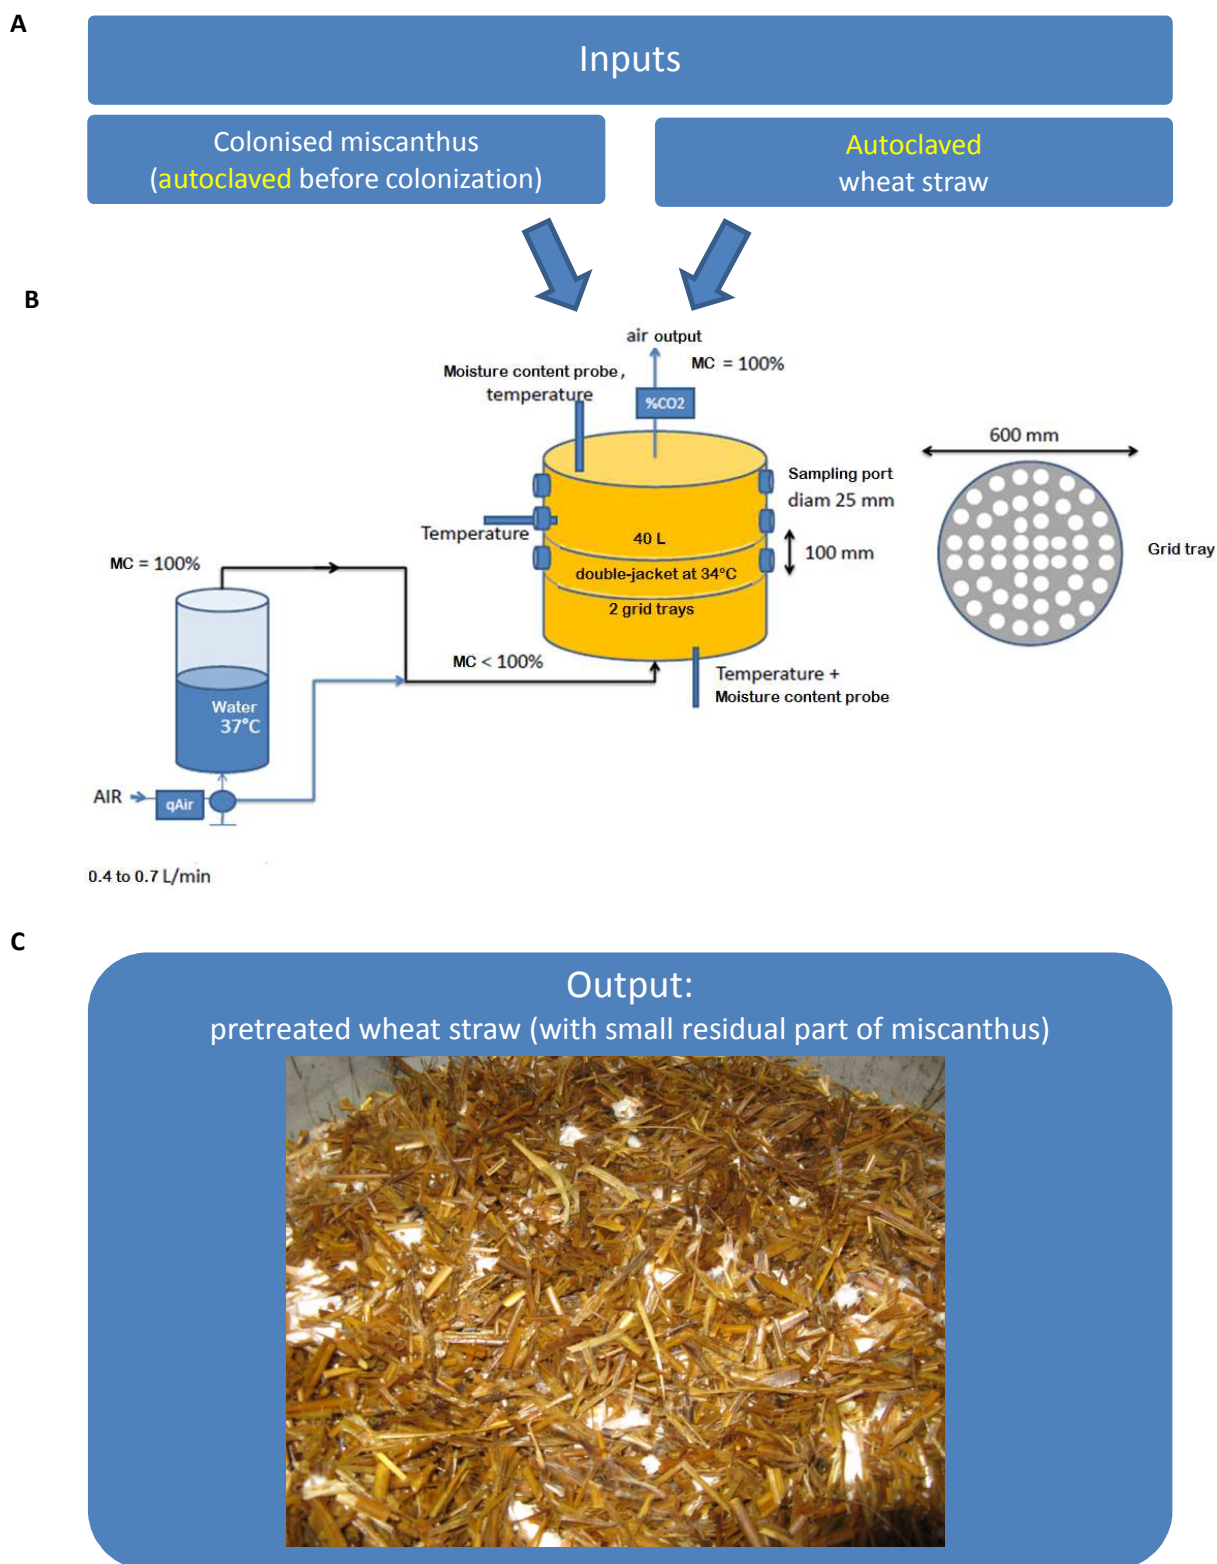 A
Inputs
Colonised miscanthus
(autoclaved before colonization)
Autoclaved
wheat straw
B
air output
MC = 100%
Moisture content probe ,
temperature
%CO2
600 mm
Sampling port
diam 25 mm
Temperature
40 L
100 mm
Grid tray
MC = 100%
double-jacket at 34°C
2 grid trays
MC < 100%
Temperature +
Moisture content probe
Water
37°C
AIR
qAir
0.4 to 0.7 L/min
C
Output:
pretreated wheat straw (with small residual part of miscanthus)